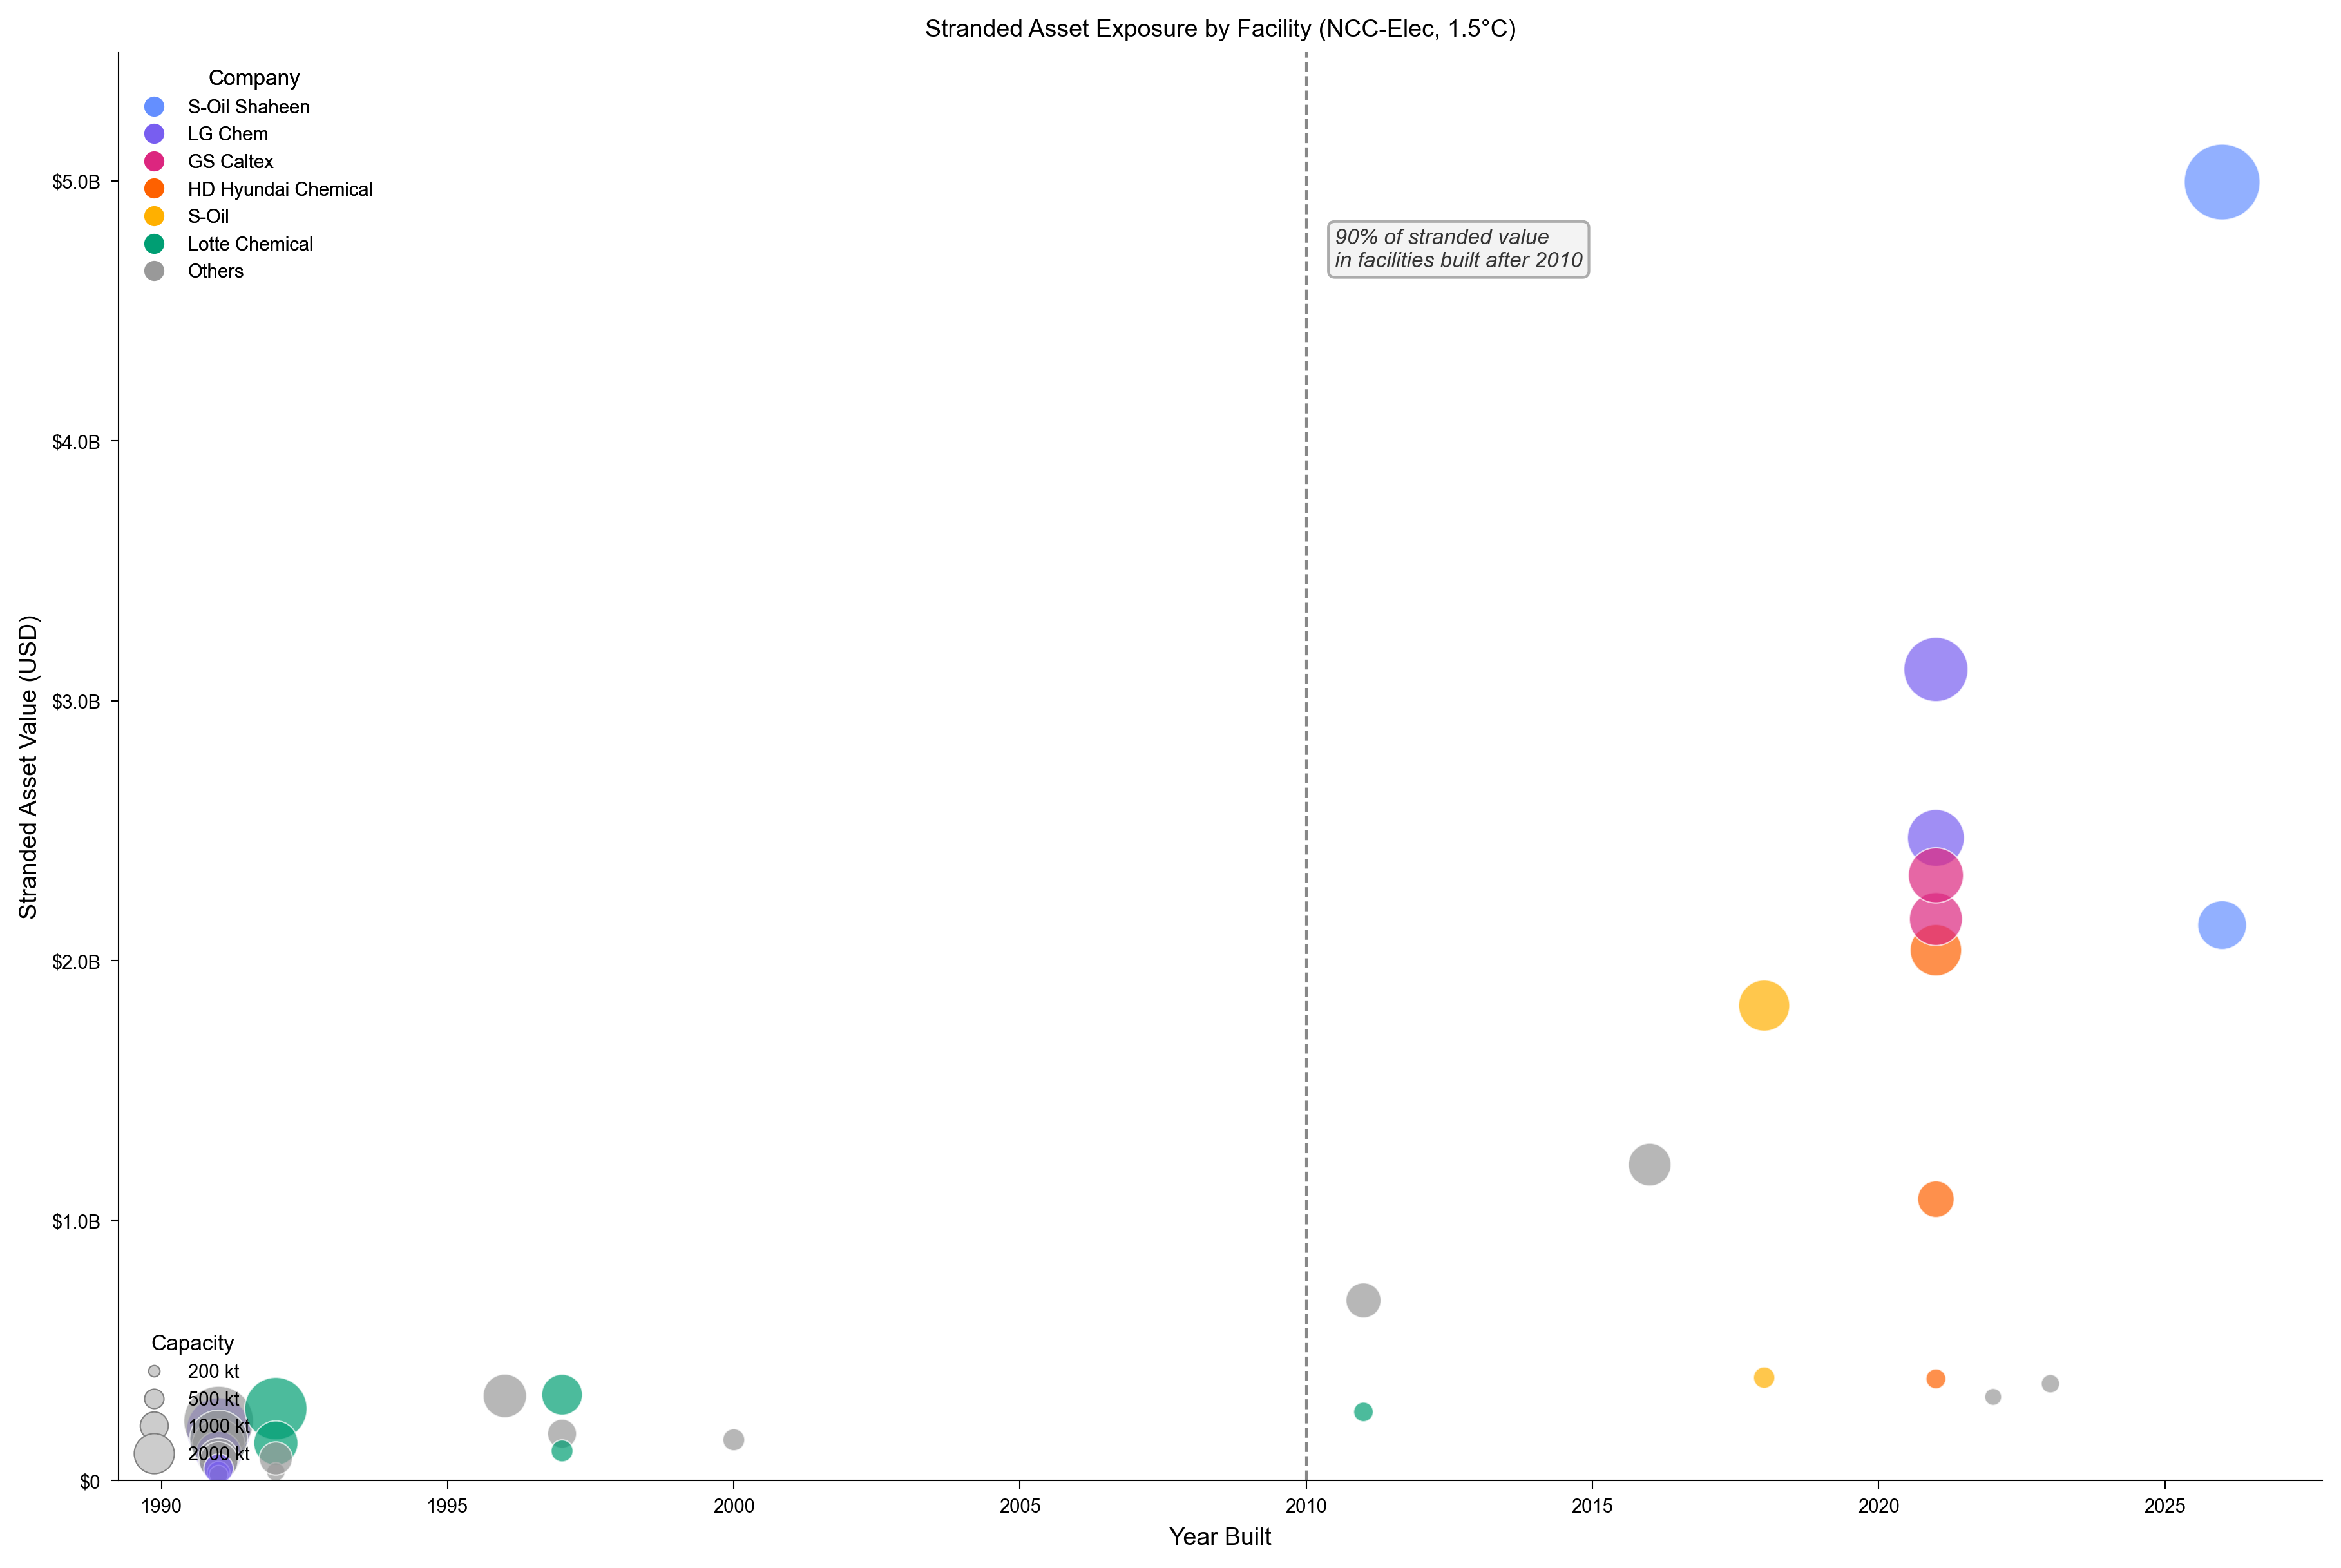 Stranded Asset Exposure by Facility (NCC-Elec, 1.5°C)
Company
S-Oil Shaheen
LG Chem
GS Caltex
HD Hyundai Chemical
S-Oil
Lotte Chemical
Others
90% of stranded value
in facilities built after 2010
Stranded Asset Value (USD)
$5.0B
$4.0B
$3.0B
$2.0B
$1.0B
$0
Capacity
200 kt
500 kt
1000 kt
2000 kt
1990
1995
2000
2005
2010
2015
2020
2025
Year Built